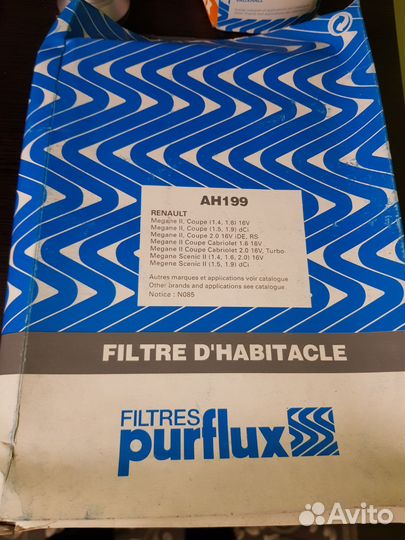 VAUXHALL
AH199
RENAULT
Megane II, Coupe (1.4, 1.6) 16V
Megane II, Coupe (1.5, 1.9) dCi
Megane II, Coupe 2.0 16V iDE, RS
Megane II Coupe Cabriolet 1.6 16V
Megane II Coupe Cabriolet 2.0 16V, Turbo
Megane Scenic II (1.4, 1.6, 2.0) 16V
Megene Scenic II (1.5, 1.9) dCi
Autres marques et applications voir catalogue
Other brands and applications see catalogue
Notice : N085
FILTRE D'HABITACLE
FILTRES
purflux
Avito